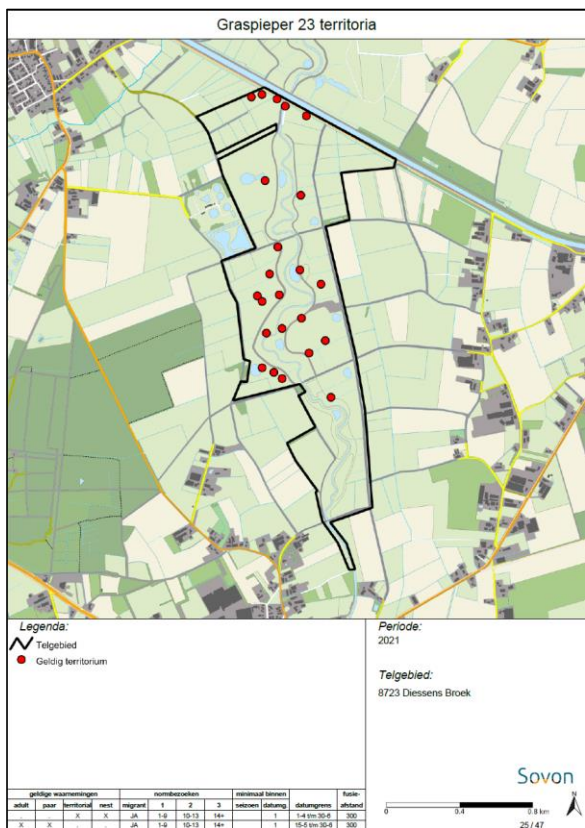 Graspieper 23 territoria
Legenda:
Telgebied
Geldig territorium
Periode:
2021
Telgebied:
8723 Diessens Broek
Sovon
0 0.4 0.8 km
N
25 / 47
geldige waarnemingen normbezoeken minimaal binnen fusie-
adult paar territoriaal nest migrant 1 2 3 seizoen datumg. datumgrens afstand
. . X X JA 1-9 10-13 14+ 1 1-4 t/m 30-6 300
X X . . JA 1-9 10-13 14+ 1 15-5 t/m 30-6 300